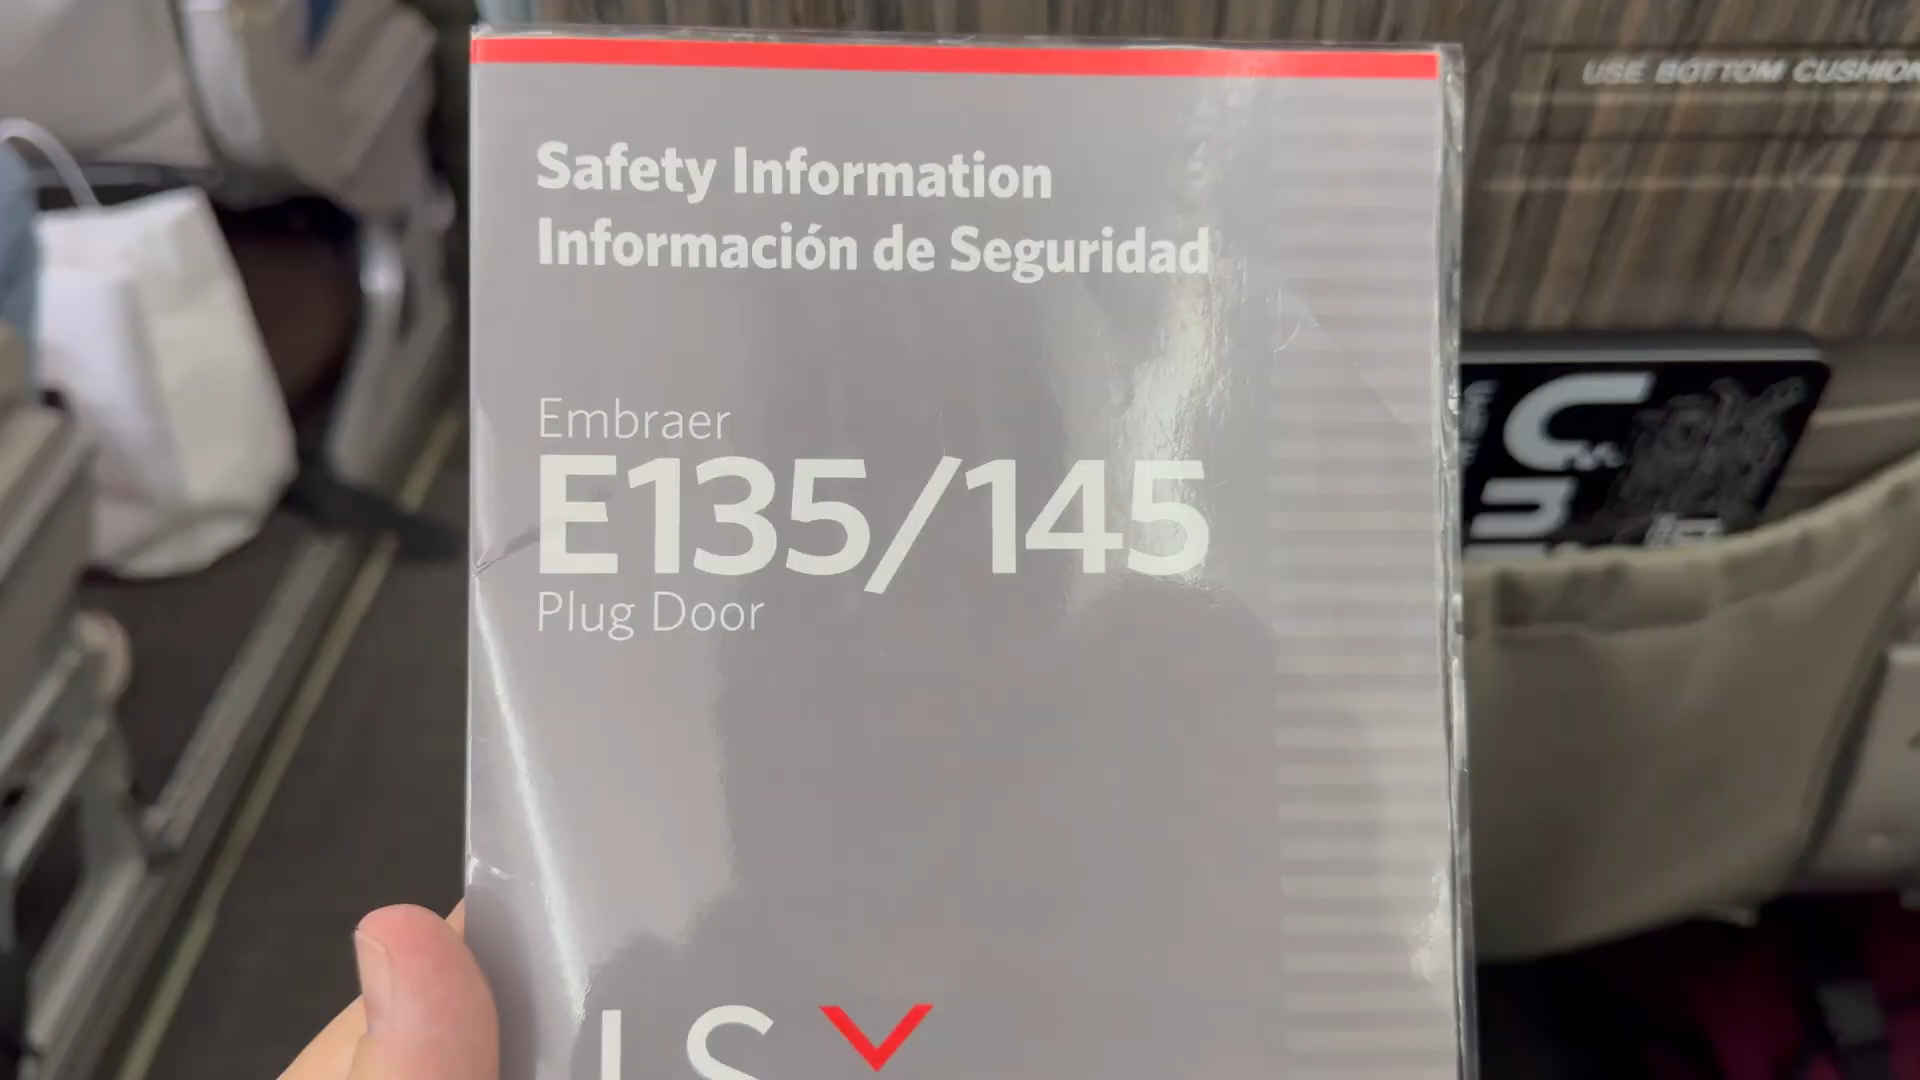 Safety Information
Información de Seguridad
Embraer
E135/145
Plug Door
USE BOTTOM CUSHION